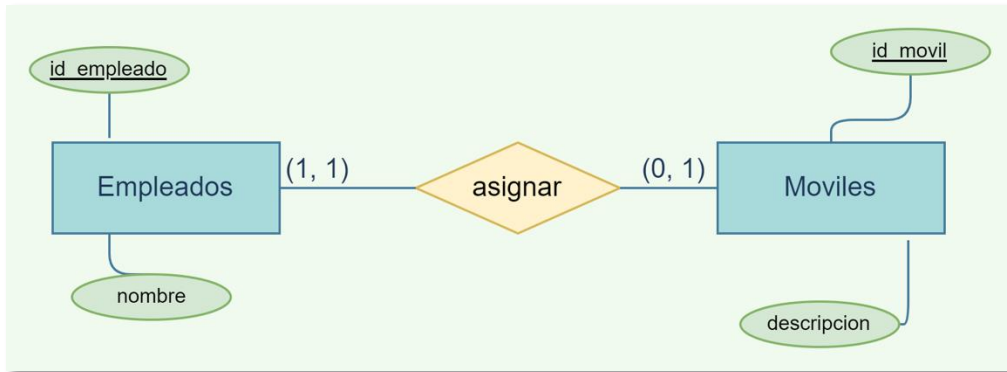 id_empleado
id_movil
Empleados
(1, 1)
asignar
(0, 1)
Moviles
nombre
descripcion